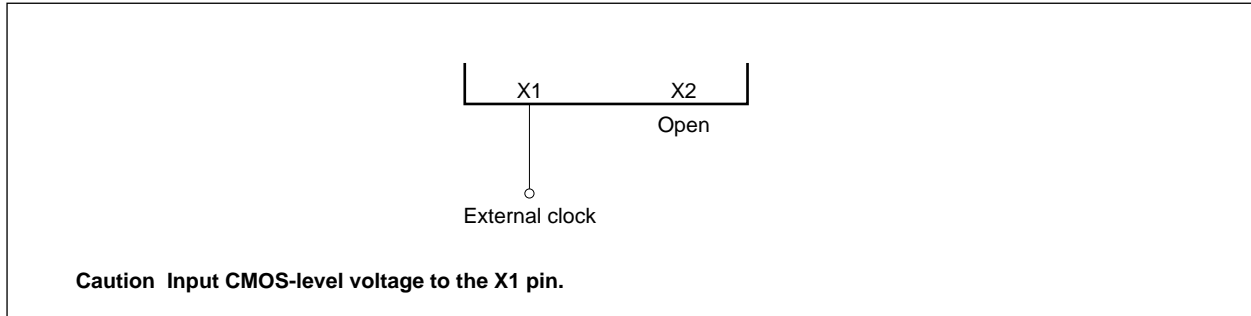 X1 X2
Open
External clock
Caution Input CMOS-level voltage to the X1 pin.